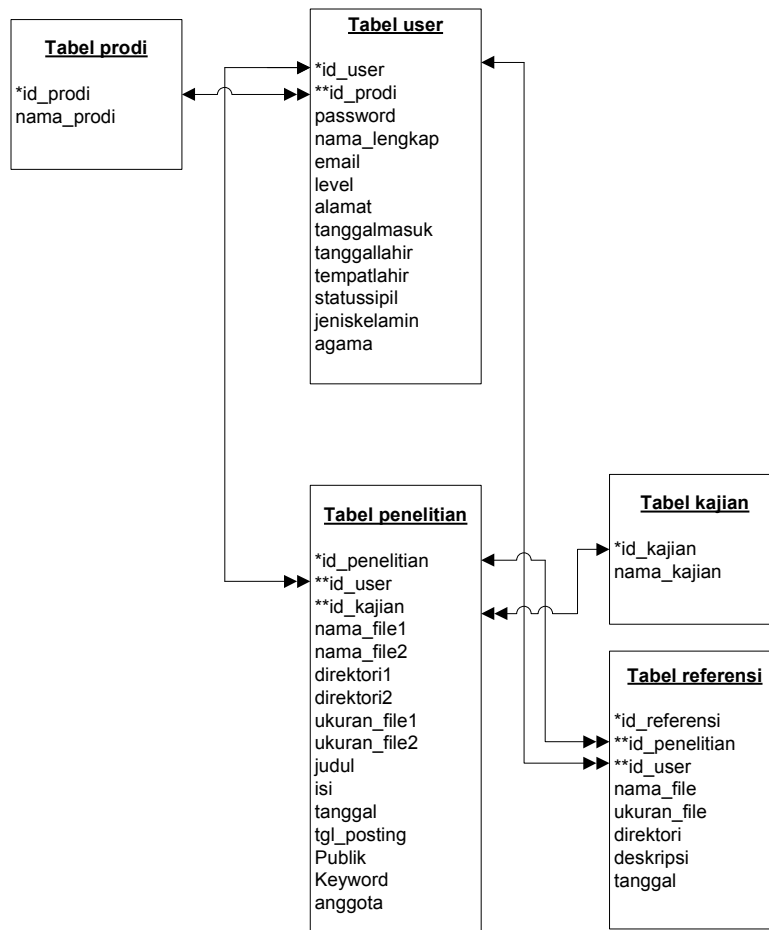 Tabel prodi
*id_prodi
nama_prodi
Tabel user
*id_user
**id_prodi
password
nama_lengkap
email
level
alamat
tanggalmasuk
tanggallahir
tempatlahir
statussipil
jeniskelamin
agama
Tabel penelitian
*id_penelitian
**id_user
**id_kajian
nama_file1
nama_file2
direktori1
direktori2
ukuran_file1
ukuran_file2
judul
isi
tanggal
tgl_posting
Publik
Keyword
anggota
Tabel kajian
*id_kajian
nama_kajian
Tabel referensi
*id_referensi
**id_penelitian
**id_user
nama_file
ukuran_file
direktori
deskripsi
tanggal